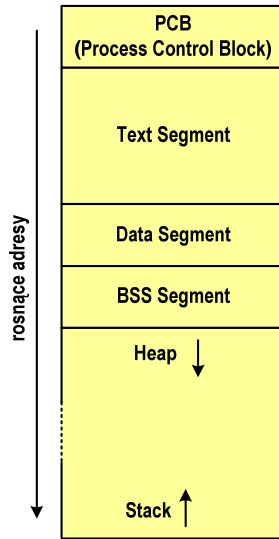 PCB
(Process Control Block)
Text Segment
rosnące adresy
Data Segment
BSS Segment
Heap
Stack